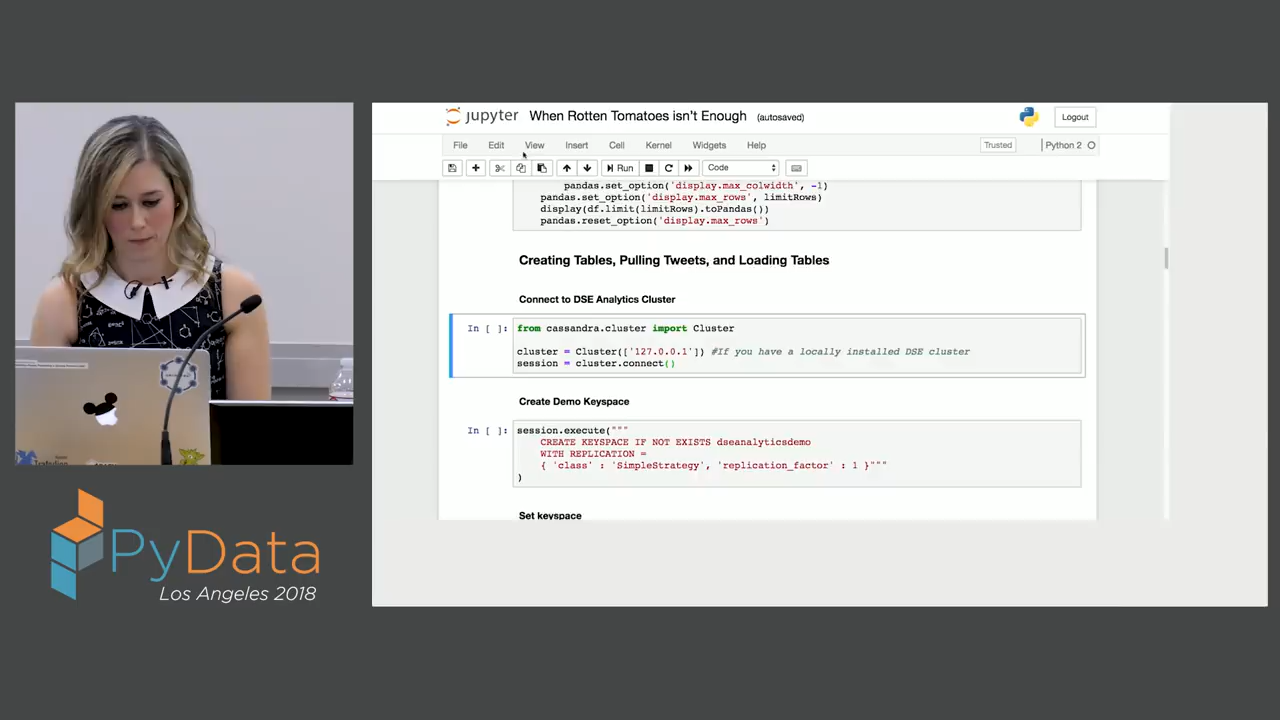 jupyter When Rotten Tomatoes isn't Enough (autosaved) Logout
File Edit View Insert Cell Kernel Widgets Help Trusted Python 2
Run Code
pandas.set_option('display.max_colwidth', -1)
pandas.set_option('display.max_rows', limitRows)
display(df.limit(limitRows).toPandas())
pandas.reset_option('display.max_rows')
Creating Tables, Pulling Tweets, and Loading Tables
Connect to DSE Analytics Cluster
In [ ]: from cassandra.cluster import Cluster
cluster = Cluster(['127.0.0.1']) #If you have a locally installed DSE cluster
session = cluster.connect()
Create Demo Keyspace
In [ ]: session.execute("""
CREATE KEYSPACE IF NOT EXISTS dseanalyticsdemo
WITH REPLICATION =
{ 'class' : 'SimpleStrategy', 'replication_factor' : 1 }"""
)
Set keyspace
PyData
Los Angeles 2018